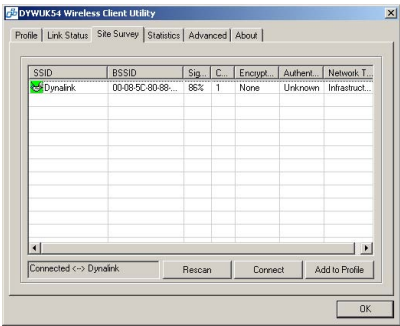 DYWUK54 Wireless Client Utility
Profile Link Status Site Survey Statistics Advanced About
SSID BSSID Sig... C... Encrypt... Authent... Network T...
Dynalink 00-08-5C-80-88-... 86% 1 None Unknown Infrastruct...
Connected <--> Dynalink Rescan Connect Add to Profile
OK